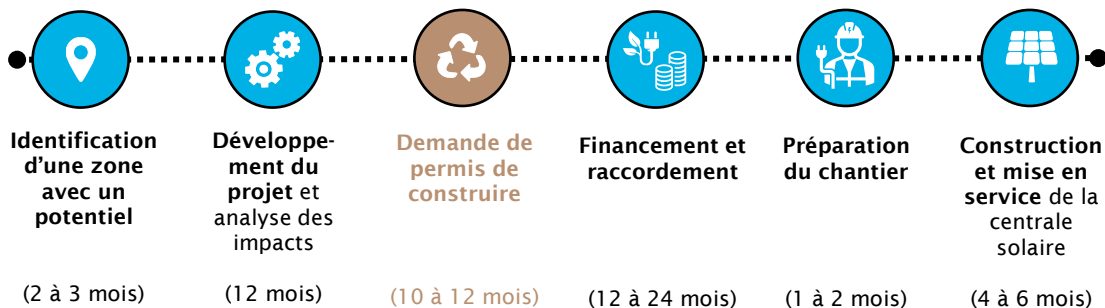 Identification
d’une zone
avec un
potentiel
(2 à 3 mois)
Développe-
ment du
projet et
analyse des
impacts
(12 mois)
Demande de
permis de
construire
(10 à 12 mois)
Financement et
raccordement
(12 à 24 mois)
Préparation
du chantier
(1 à 2 mois)
Construction
et mise en
service de la
centrale
solaire
(4 à 6 mois)